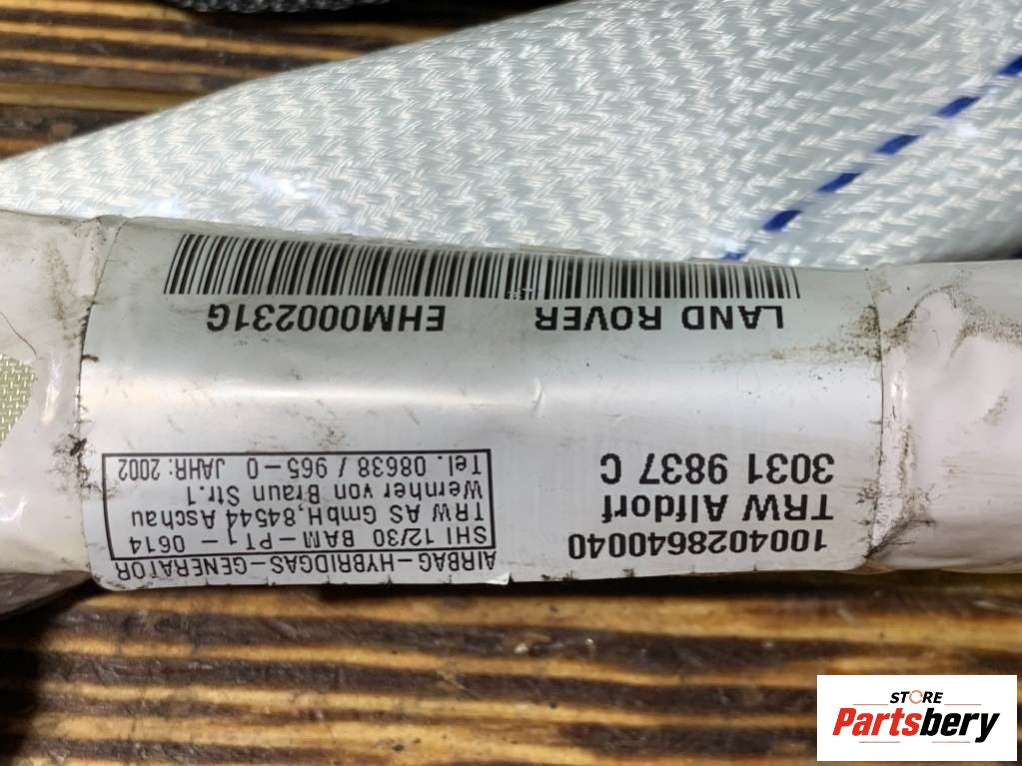 1004028640040
TRW Alfdorf
3031 9837 C
AIRBAG-HYBRIDGAS-GENERATOR
SHI 12/30 BAM-PT1- 0614
TRW AS GmbH,84544 Aschau
Wernher von Braun Str.1
Tel. 08638 / 965-0 JAHR: 2002
LAND ROVER EHM000231G
STORE
Partsbery